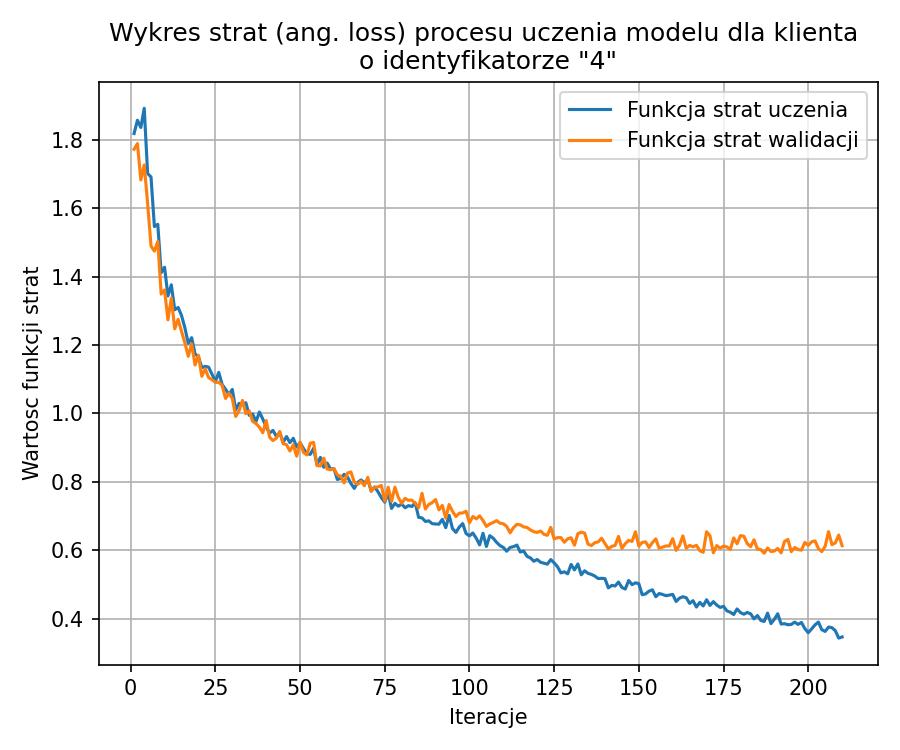 Wykres strat (ang. loss) procesu uczenia modelu dla klienta
o identyfikatorze "4"
Funkcja strat uczenia
Funkcja strat walidacji
Wartosc funkcji strat
1.8
1.6
1.4
1.2
1.0
0.8
0.6
0.4
0 25 50 75 100 125 150 175 200
Iteracje